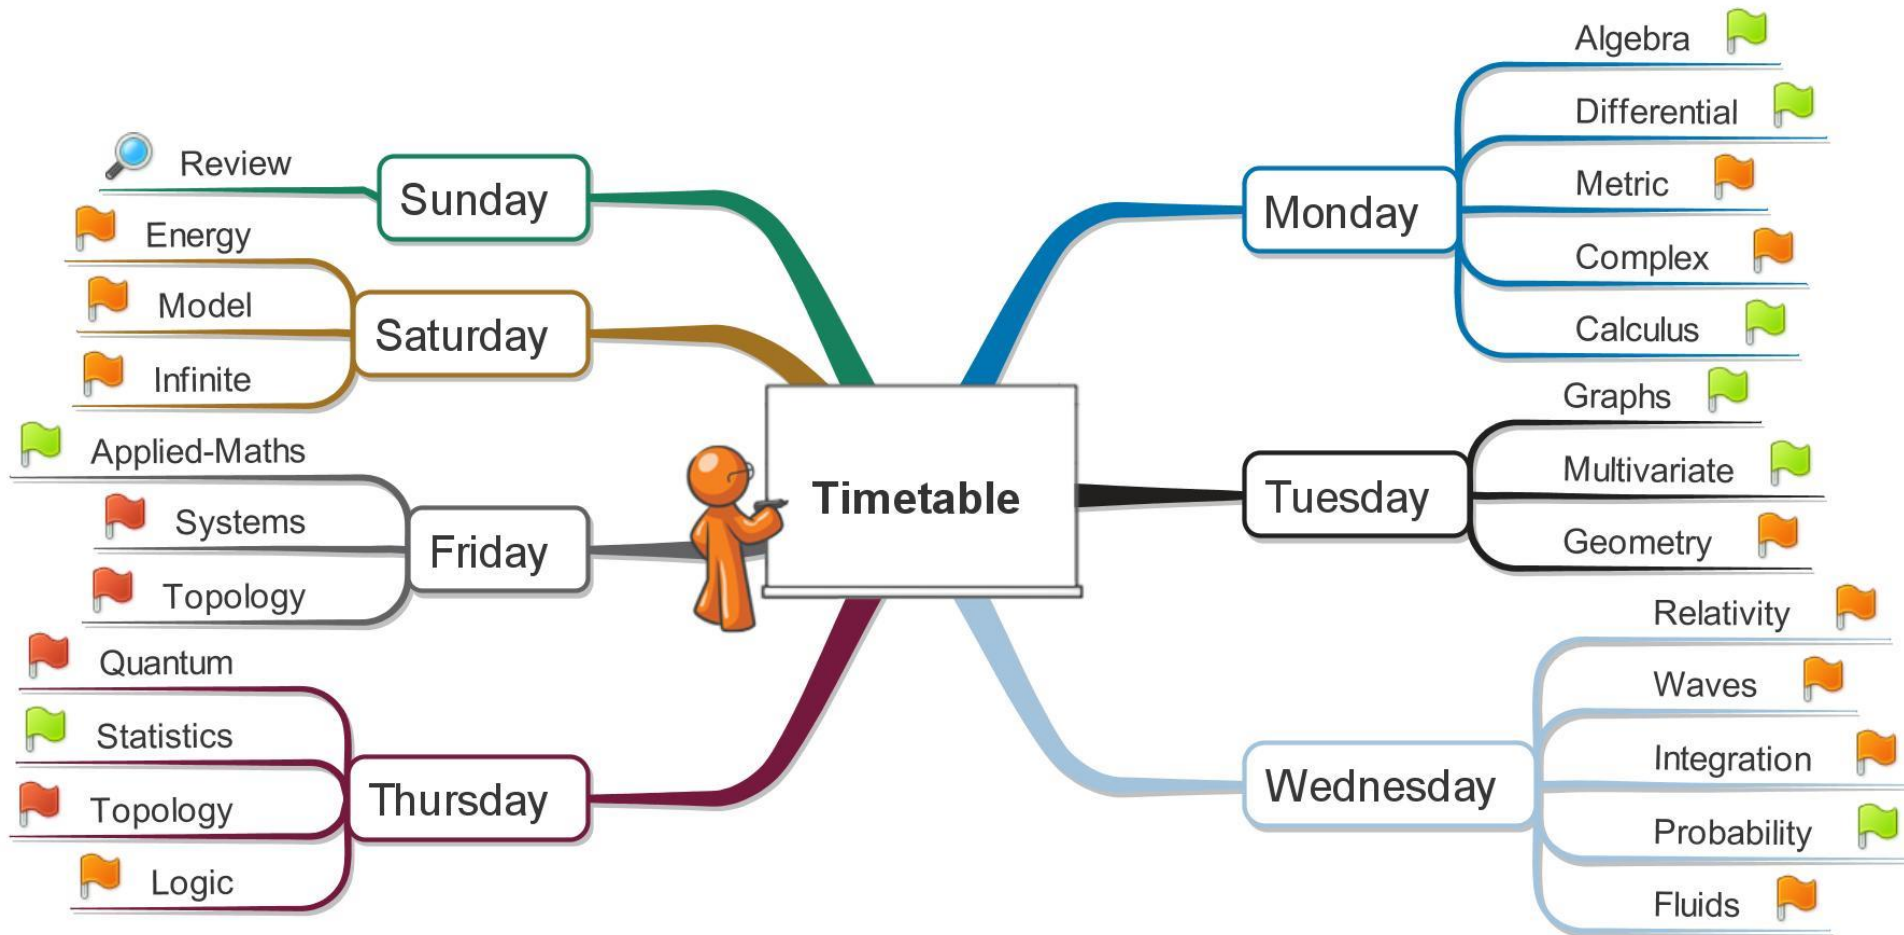 Timetable
Monday
Algebra
Differential
Metric
Complex
Calculus
Tuesday
Graphs
Multivariate
Geometry
Wednesday
Relativity
Waves
Integration
Probability
Fluids
Thursday
Quantum
Statistics
Topology
Logic
Friday
Applied-Maths
Systems
Topology
Saturday
Energy
Model
Infinite
Sunday
Review